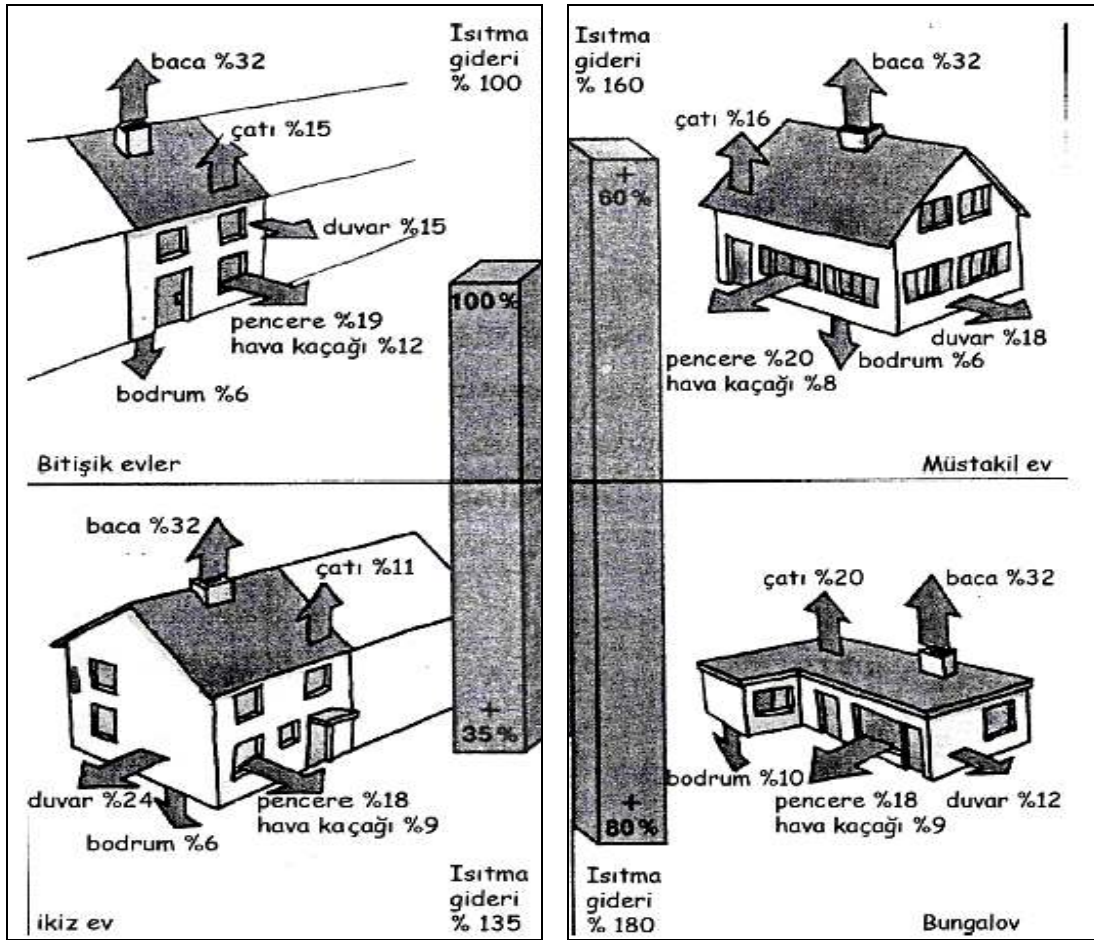 baca %32
çatı %15
duvar %15
pencere %19
hava kaçağı %12
bodrum %6
Bitişik evler
Isıtma
gideri
% 100
100 %
Isıtma
gideri
% 160
+
60 %
baca %32
çatı %16
duvar %18
pencere %20
hava kaçağı %8
bodrum %6
Müstakil ev
baca %32
çatı %11
duvar %24
bodrum %6
pencere %18
hava kaçağı %9
ikiz ev
+
35 %
Isıtma
gideri
% 135
çatı %20
baca %32
bodrum %10
pencere %18
hava kaçağı %9
duvar %12
+
80 %
Isıtma
gideri
% 180
Bungalov